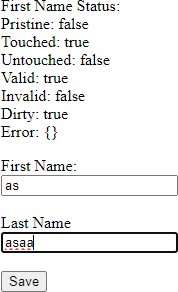 First Name Status:
Pristine: false
Touched: true
Untouched: false
Valid: true
Invalid: false
Dirty: true
Error: {}
First Name:
as
Last Name
asaa
Save